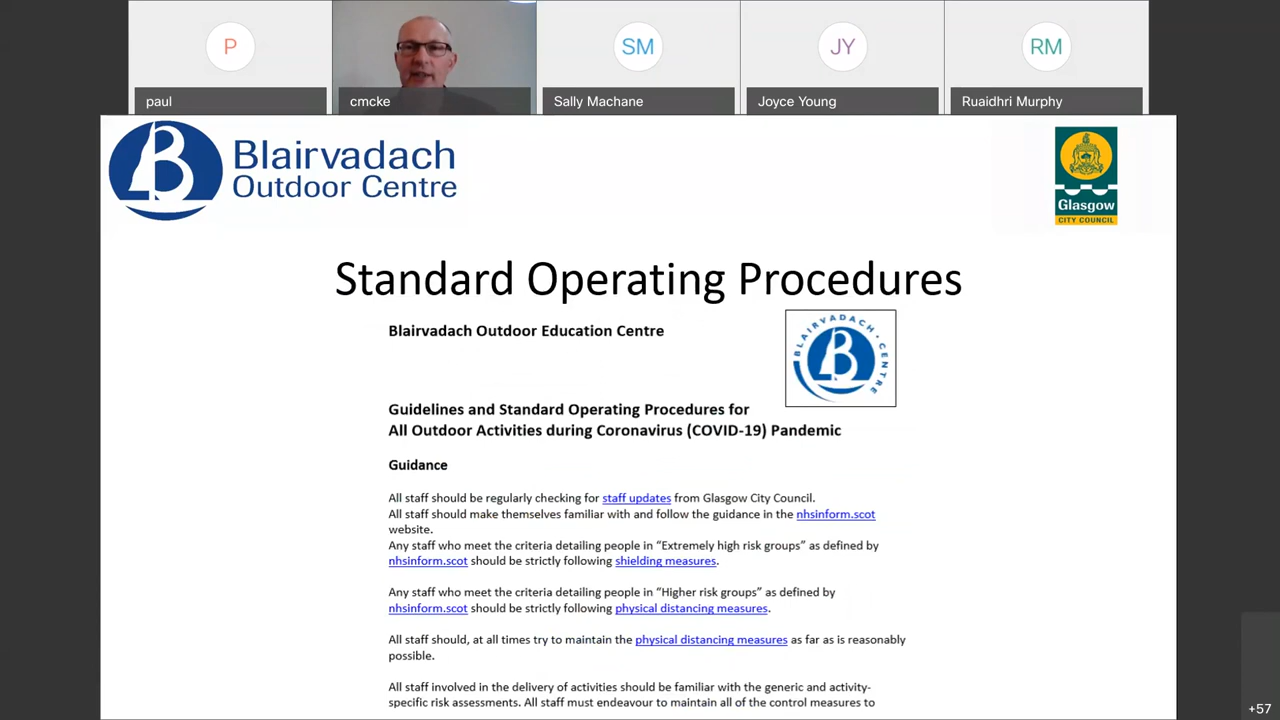 P
SM
JY
RM
paul
cmcke
Sally Machane
Joyce Young
Ruaidhri Murphy
B
Blairvadach
Outdoor Centre
Glasgow
CITY COUNCIL
Standard Operating Procedures
Blairvadach Outdoor Education Centre
BLAIRVADACH · CENTRE
B
Guidelines and Standard Operating Procedures for
All Outdoor Activities during Coronavirus (COVID-19) Pandemic
Guidance
All staff should be regularly checking for staff updates from Glasgow City Council.
All staff should make themselves familiar with and follow the guidance in the nhsinform.scot
website.
Any staff who meet the criteria detailing people in “Extremely high risk groups” as defined by
nhsinform.scot should be strictly following shielding measures.
Any staff who meet the criteria detailing people in “Higher risk groups” as defined by
nhsinform.scot should be strictly following physical distancing measures.
All staff should, at all times try to maintain the physical distancing measures as far as is reasonably
possible.
All staff involved in the delivery of activities should be familiar with the generic and activity-
specific risk assessments. All staff must endeavour to maintain all of the control measures to
+57